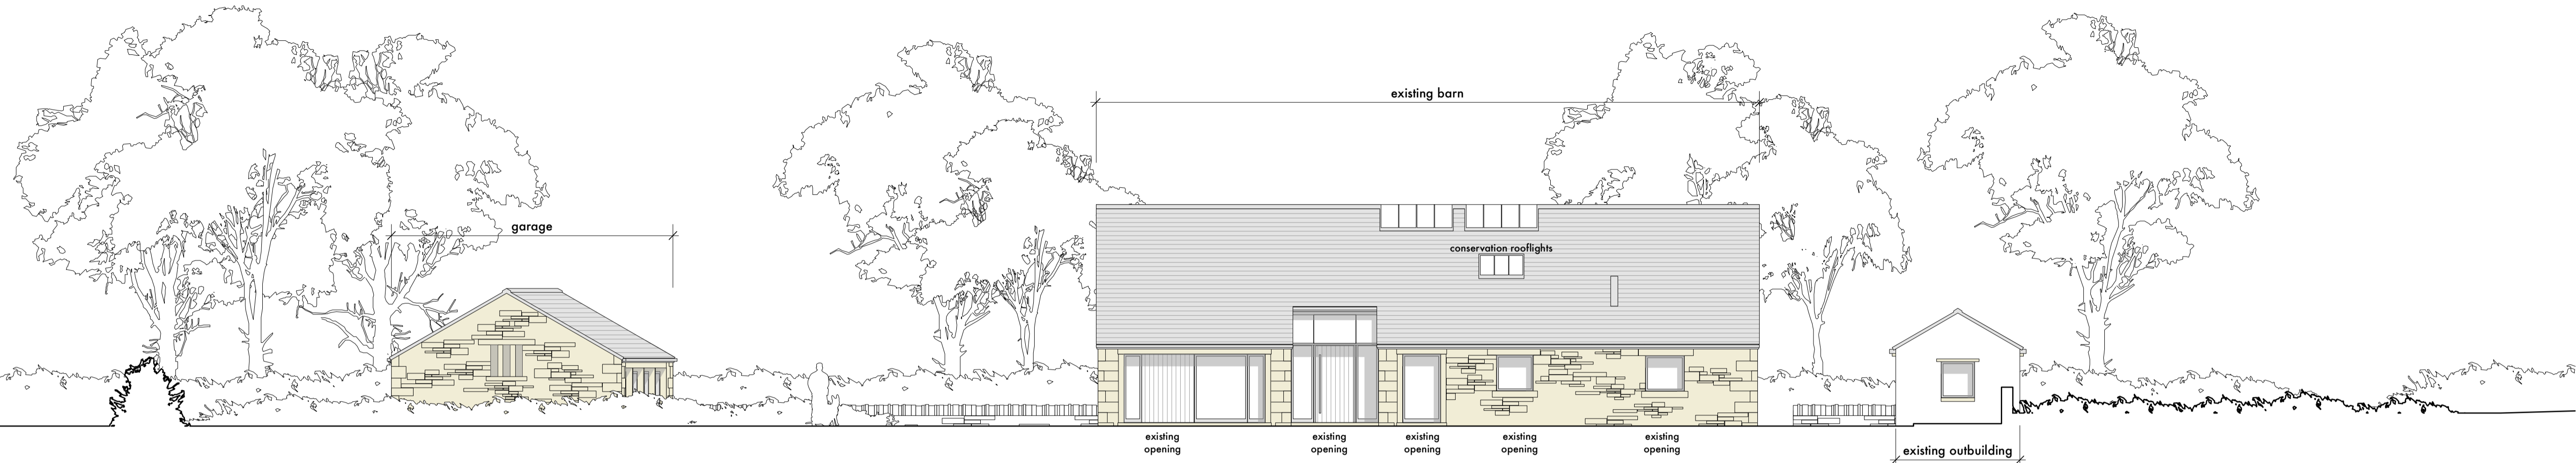 existing barn
garage
conservation rooflights
existing
opening
existing
opening
existing
opening
existing
opening
existing
opening
existing outbuilding